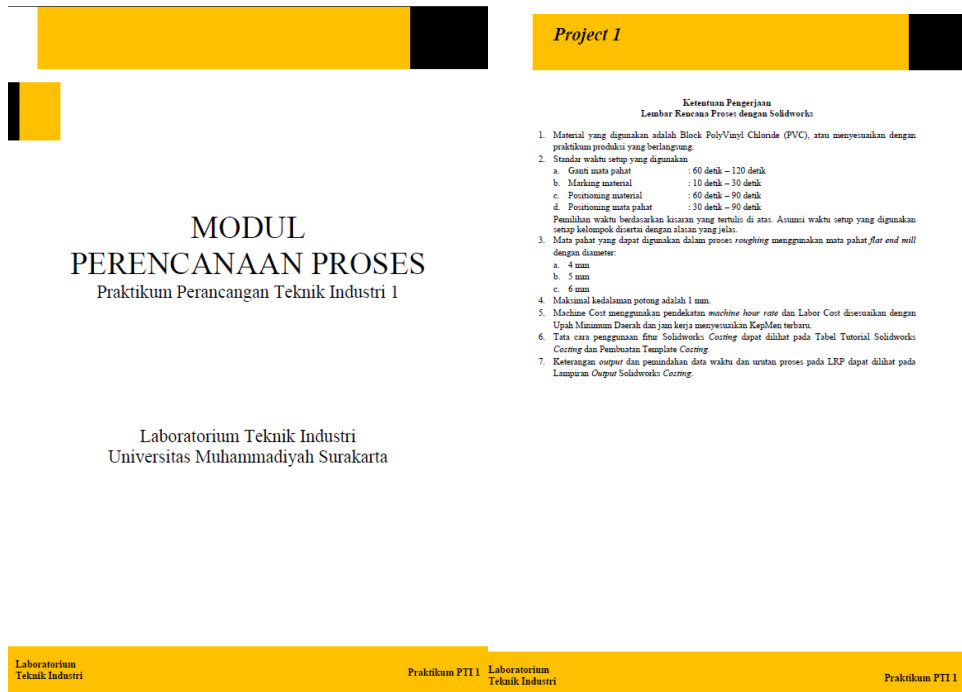 MODUL
PERENCANAAN PROSES
Praktikum Perancangan Teknik Industri 1
Laboratorium Teknik Industri
Universitas Muhammadiyah Surakarta
Laboratorium
Teknik Industri
Praktikum PTI 1
Project 1
Ketentuan Pengerjaan
Lembar Rencana Proses dengan Solidworks
1. Material yang digunakan adalah Block PolyVinyl Chloride (PVC), atau menyesuaikan dengan
praktikum produksi yang berlangsung.
2. Standar waktu setup yang digunakan
a. Ganti mata pahat : 60 detik – 120 detik
b. Marking material : 10 detik – 30 detik
c. Positioning material : 60 detik – 90 detik
d. Positioning mata pahat : 30 detik – 90 detik
Pemilihan waktu berdasarkan kisaran yang tertulis di atas. Asumsi waktu setup yang digunakan
setiap kelompok disertai dengan alasan yang jelas.
3. Mata pahat yang dapat digunakan dalam proses roughing menggunakan mata pahat flat end mill
dengan diameter:
a. 4 mm
b. 5 mm
c. 6 mm
4. Maksimal kedalaman potong adalah 1 mm.
5. Machine Cost menggunakan pendekatan machine hour rate dan Labor Cost disesuaikan dengan
Upah Minimum Daerah dan jam kerja menyesuaikan KepMen terbaru.
6. Tata cara penggunaan fitur Solidworks Costing dapat dilihat pada Tabel Tutorial Solidworks
Costing dan Pembuatan Template Costing.
7. Keterangan output dan pemindahan data waktu dan urutan proses pada LRP dapat dilihat pada
Lampiran Output Solidworks Costing.
Laboratorium
Teknik Industri
Praktikum PTI 1